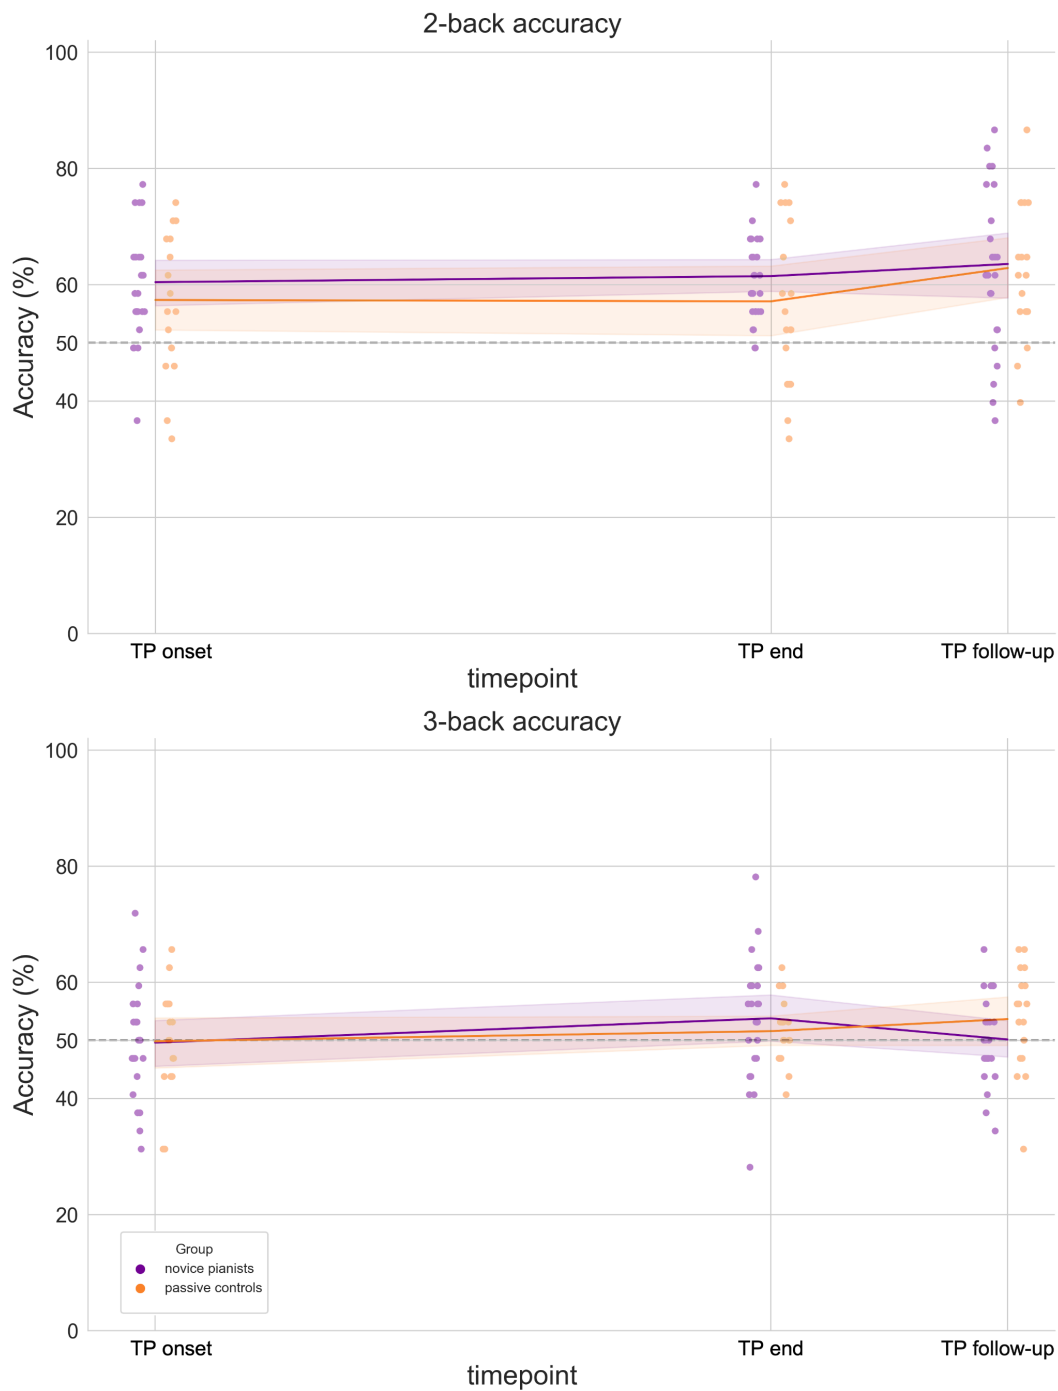 2-back accuracy
100
80
60
50
40
20
0
Accuracy (%)
TP onset
TP end
TP follow-up
timepoint
3-back accuracy
100
80
60
50
40
20
0
Accuracy (%)
Group
novice pianists
passive controls
TP onset
TP end
TP follow-up
timepoint